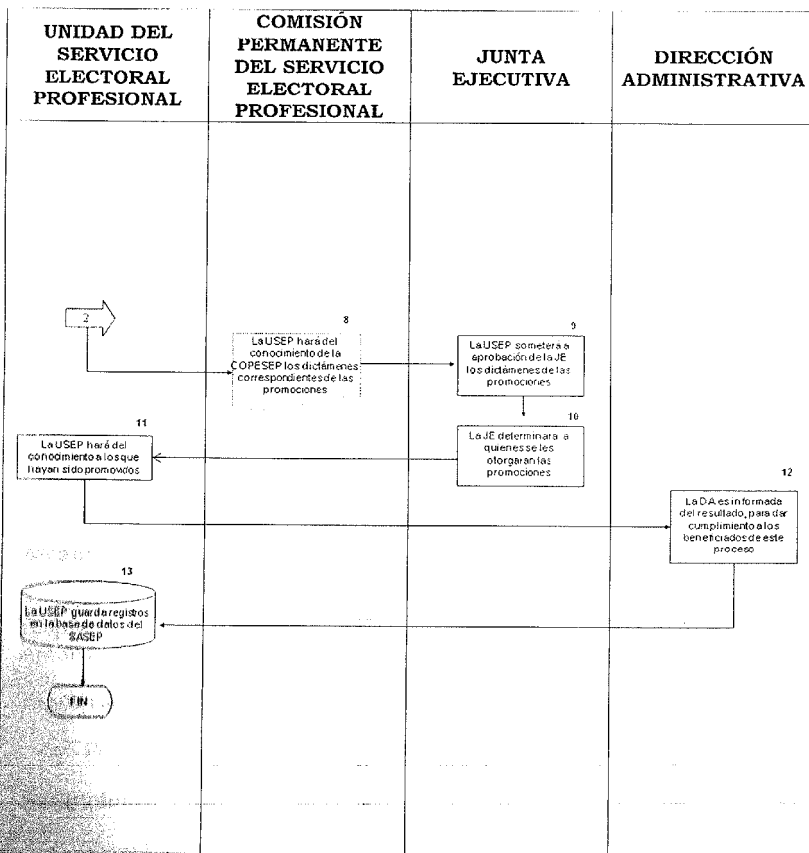 UNIDAD DEL
SERVICIO
ELECTORAL
PROFESIONAL
COMISIÓN
PERMANENTE
DEL SERVICIO
ELECTORAL
PROFESIONAL
JUNTA
EJECUTIVA
DIRECCIÓN
ADMINISTRATIVA
2
8
La USEP hará del
conocimiento de la
COPESEP los dictámenes
correspondientes de las
promociones
9
La USEP someterá a
aprobación de la JE
los dictámenes de las
promociones
10
La JE determinara a
quienes se les
otorgaran las
promociones
11
La USEP hará del
conocimiento a los que
hayan sido promovidos
12
La DA es informada
del resultado, para dar
cumplimiento a los
beneficiados de este
proceso
13
La USEP guarda registros
en la base de datos del
SASEP
FIN